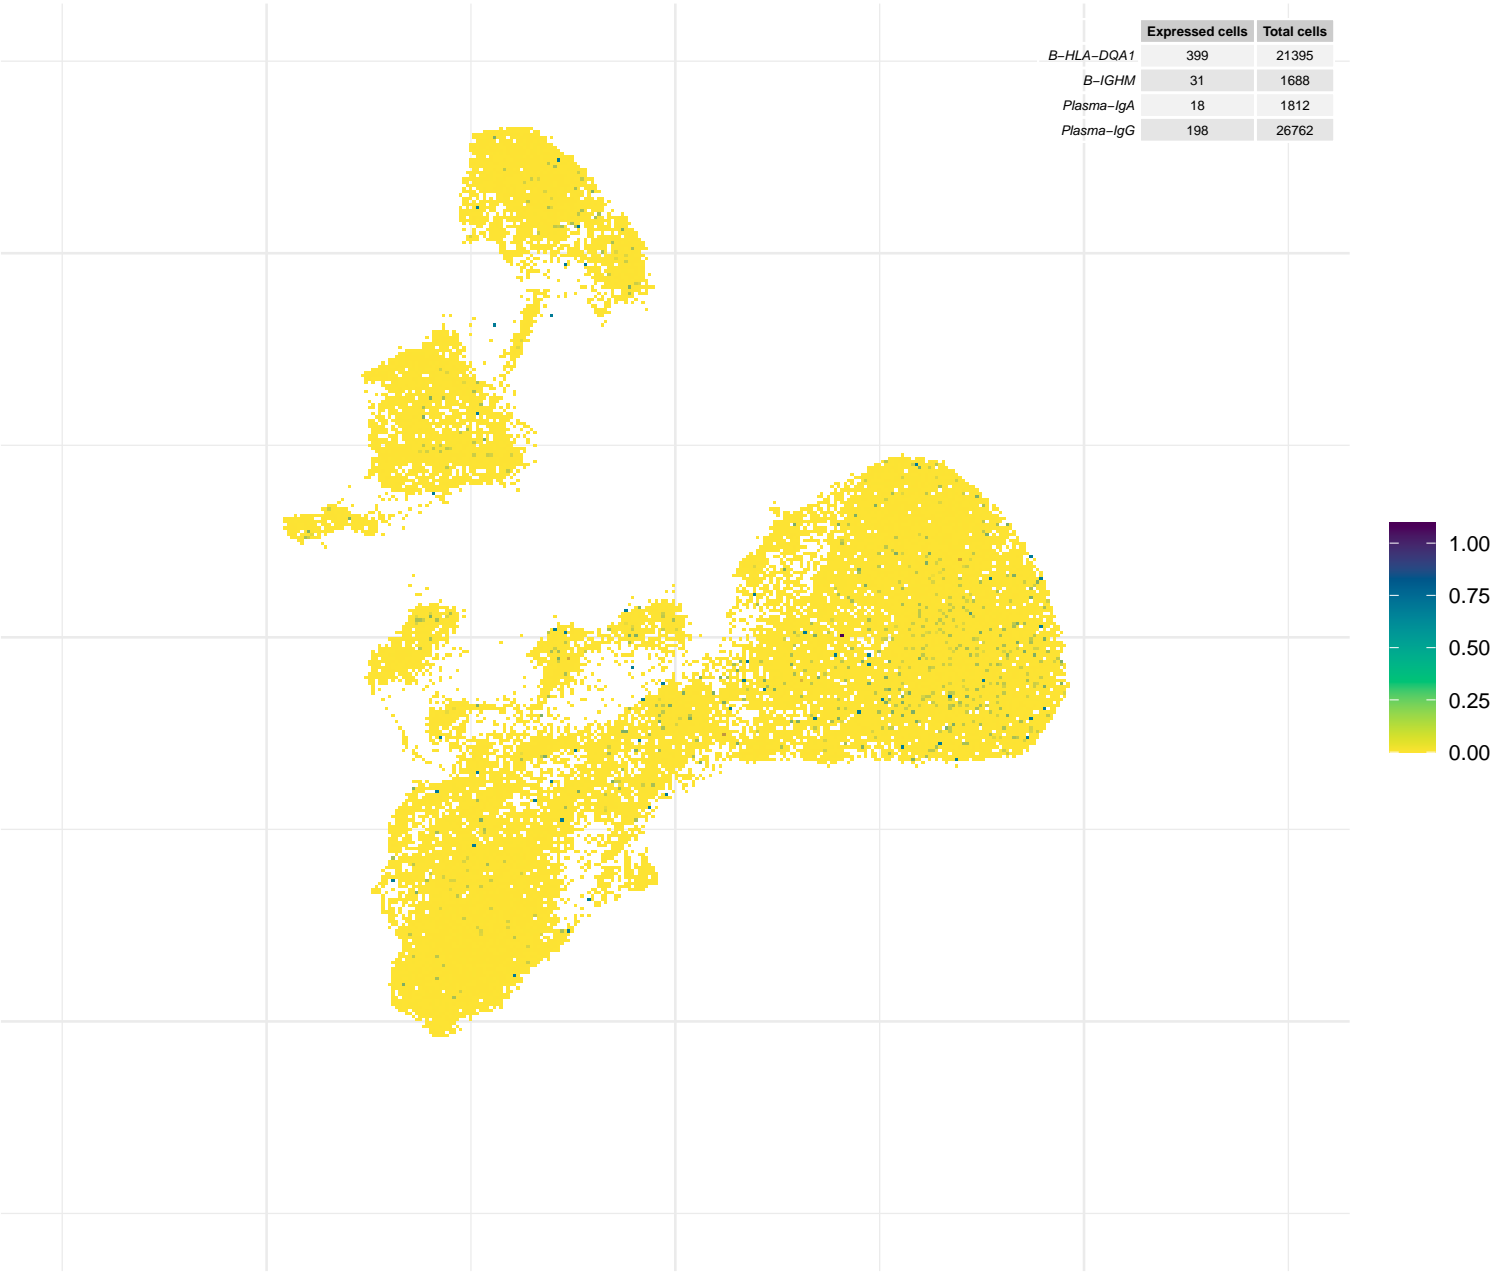 Expressed cells Total cells
B−HLA−DQA1 399 21395
B−IGHM 31 1688
Plasma−IgA 18 1812
Plasma−IgG 198 26762
1.00
0.75
0.50
0.25
0.00